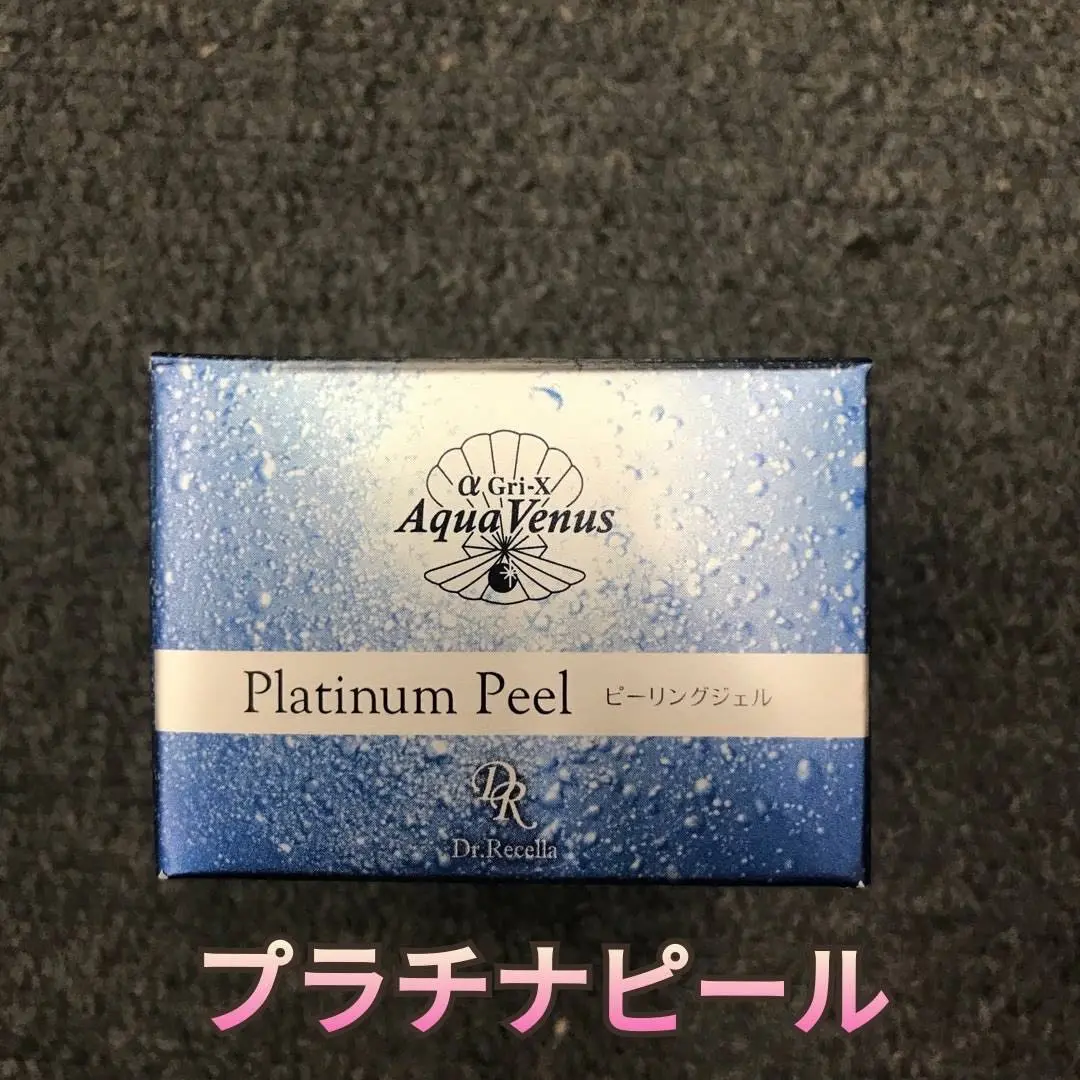 α Gri-X
AquaVenus
Platinum Peel ピーリングジェル
DR
Dr.Recella
プラチナピール